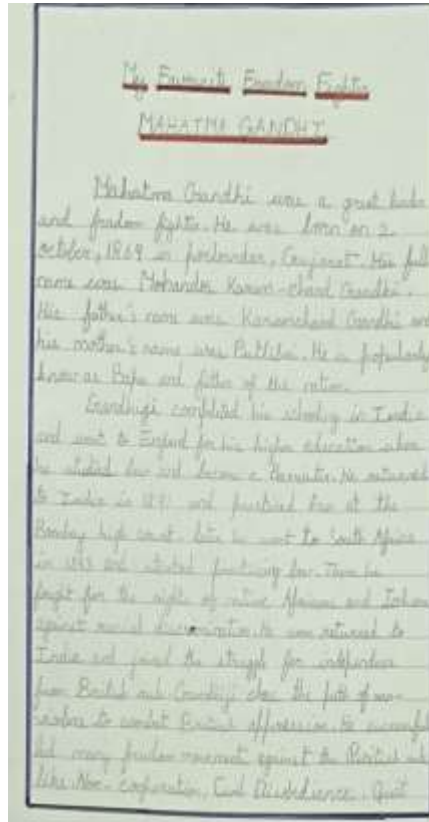 My Favourite Freedom Fighter
MAHATMA GANDHI
Mahatma Gandhi was a great leader
and freedom fighter. He was born on 2
october, 1869 in porbander, Gujarat. His full
name was Mohandas Karam-chand Gandhi.
His father's name was Karamchand Gandhi and
his mother's name was Putlibai. He is popularly
know as Bapu and father of the nation.
Gandhiji completed his schooling in India
and went to England for his higher education where
he studied law and became a Barrister. He returned
to India in 1891 and practised law at the
Bombay high court. Later he went to South Africa
in 1893 and started practicing law. There he
fought for the right of native Africans and Indians
against racial discrimination. He returned to
India and joined the struggle for independence
from British and Gandhiji chose the path of non-
violence to combat British oppression. He successful
led many freedom movement against the British
like Non-cooperation, Civil Disobedience, Quit